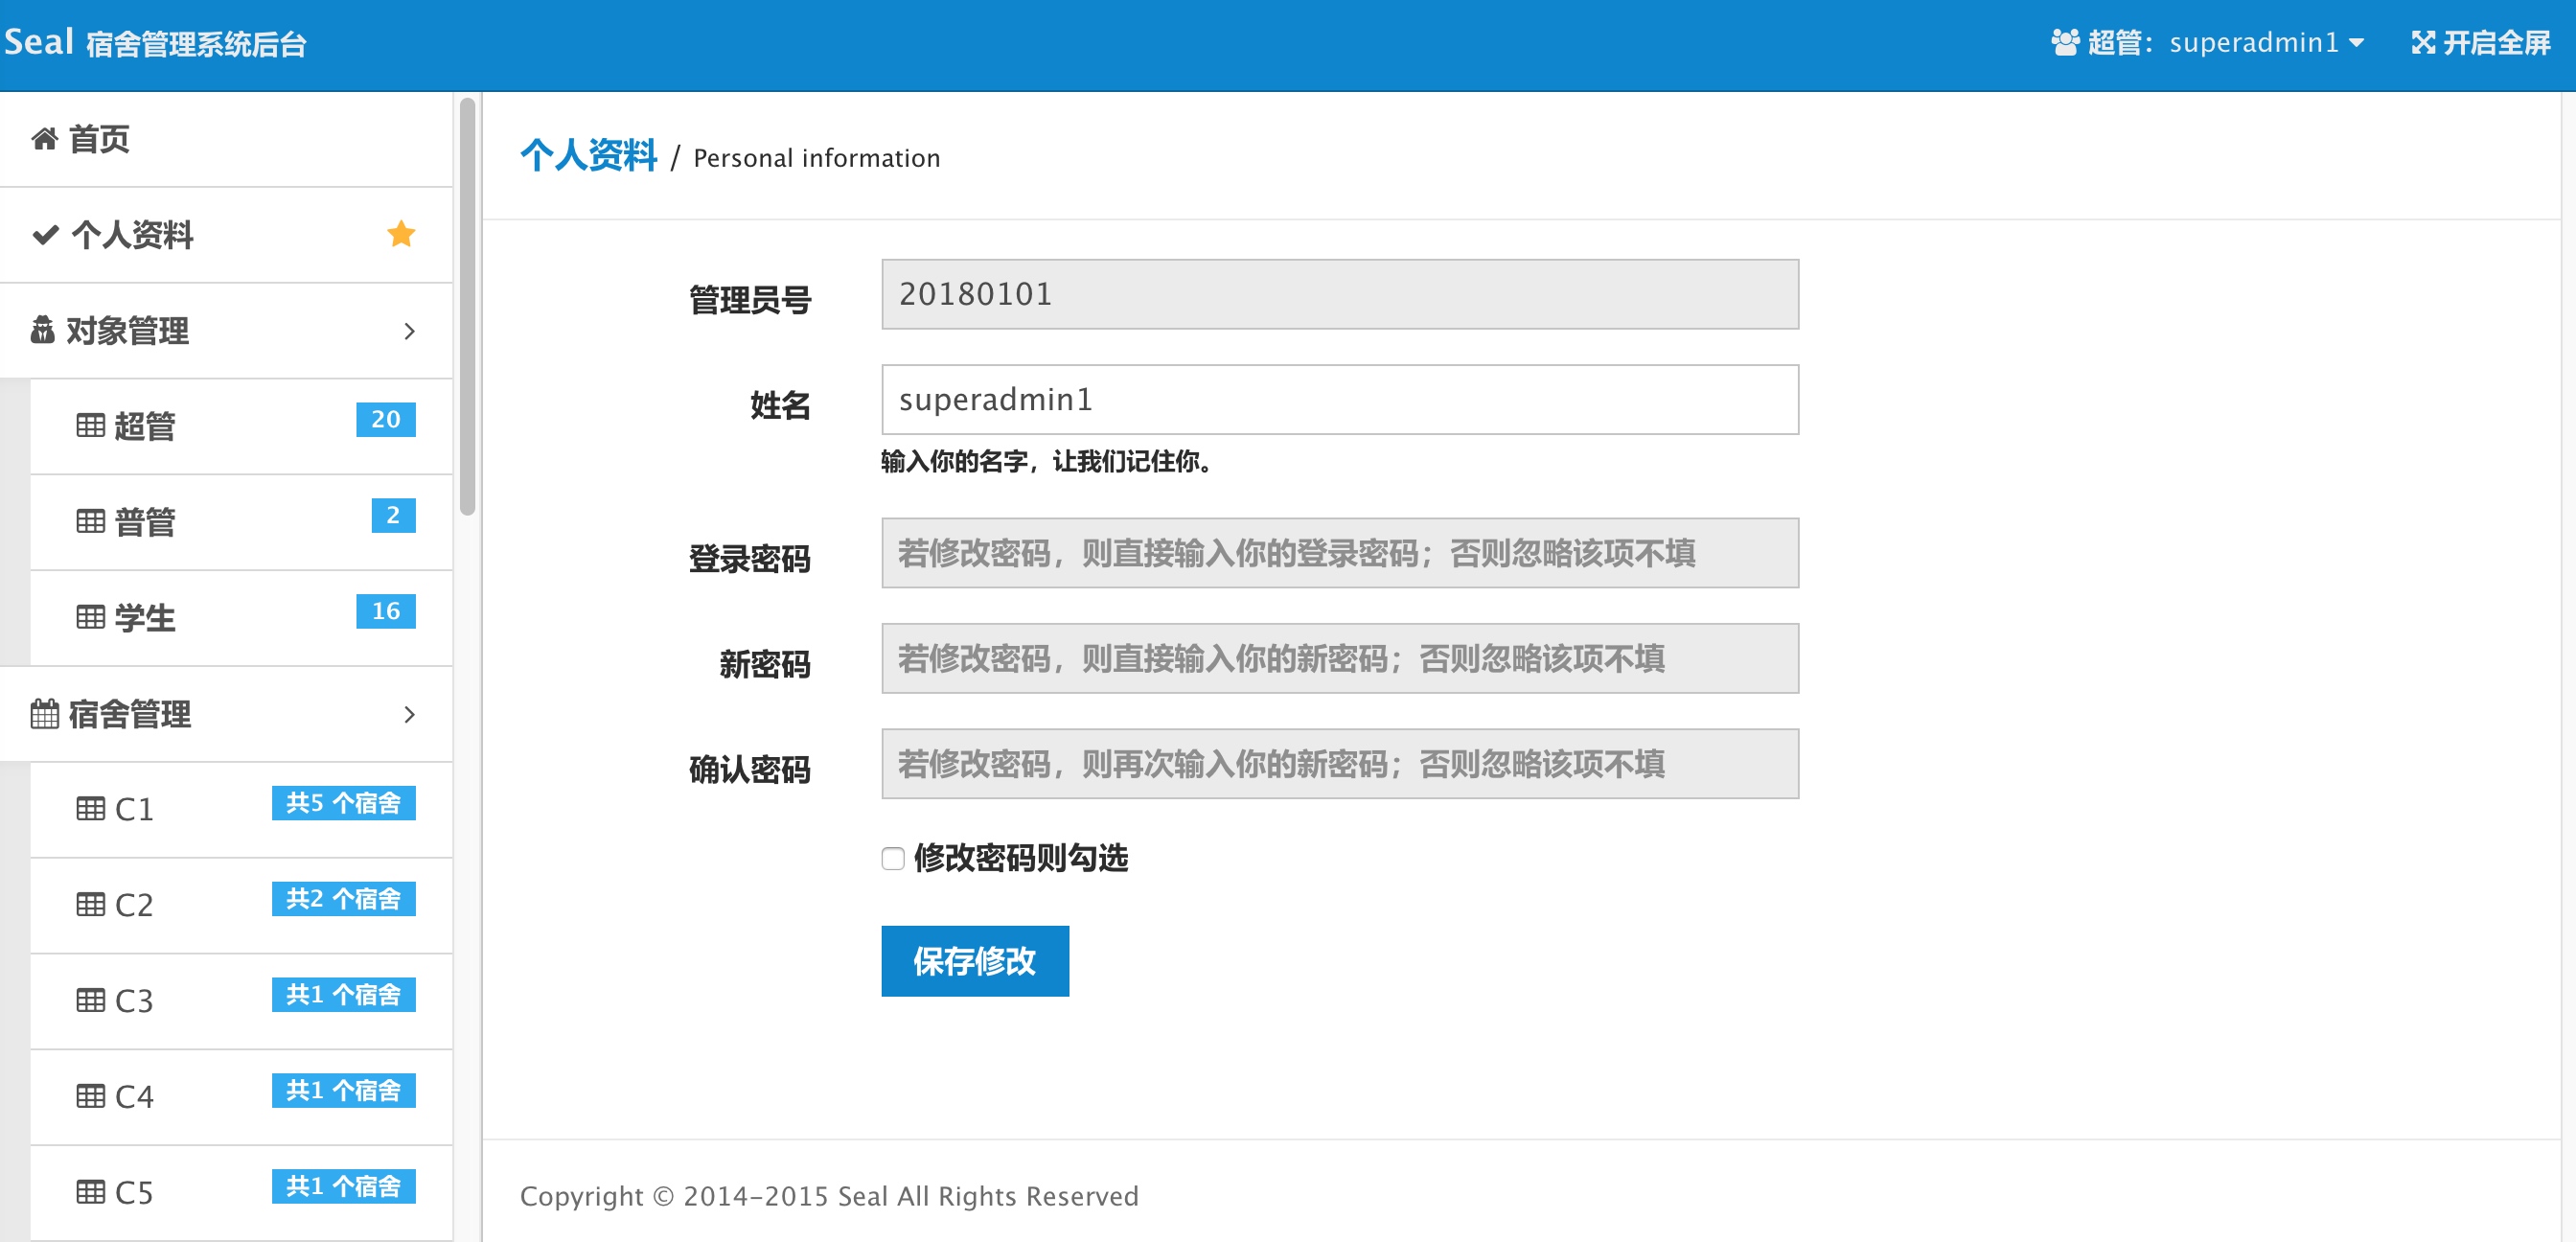 Seal 宿舍管理系统后台
超管：superadmin1
开启全屏
首页
个人资料
对象管理
超管 20
普管 2
学生 16
宿舍管理
C1 共5 个宿舍
C2 共2 个宿舍
C3 共1 个宿舍
C4 共1 个宿舍
C5 共1 个宿舍
个人资料 / Personal information
管理员号 20180101
姓名 superadmin1
输入你的名字，让我们记住你。
登录密码 若修改密码，则直接输入你的登录密码；否则忽略该项不填
新密码 若修改密码，则直接输入你的新密码；否则忽略该项不填
确认密码 若修改密码，则再次输入你的新密码；否则忽略该项不填
修改密码则勾选
保存修改
Copyright © 2014-2015 Seal All Rights Reserved